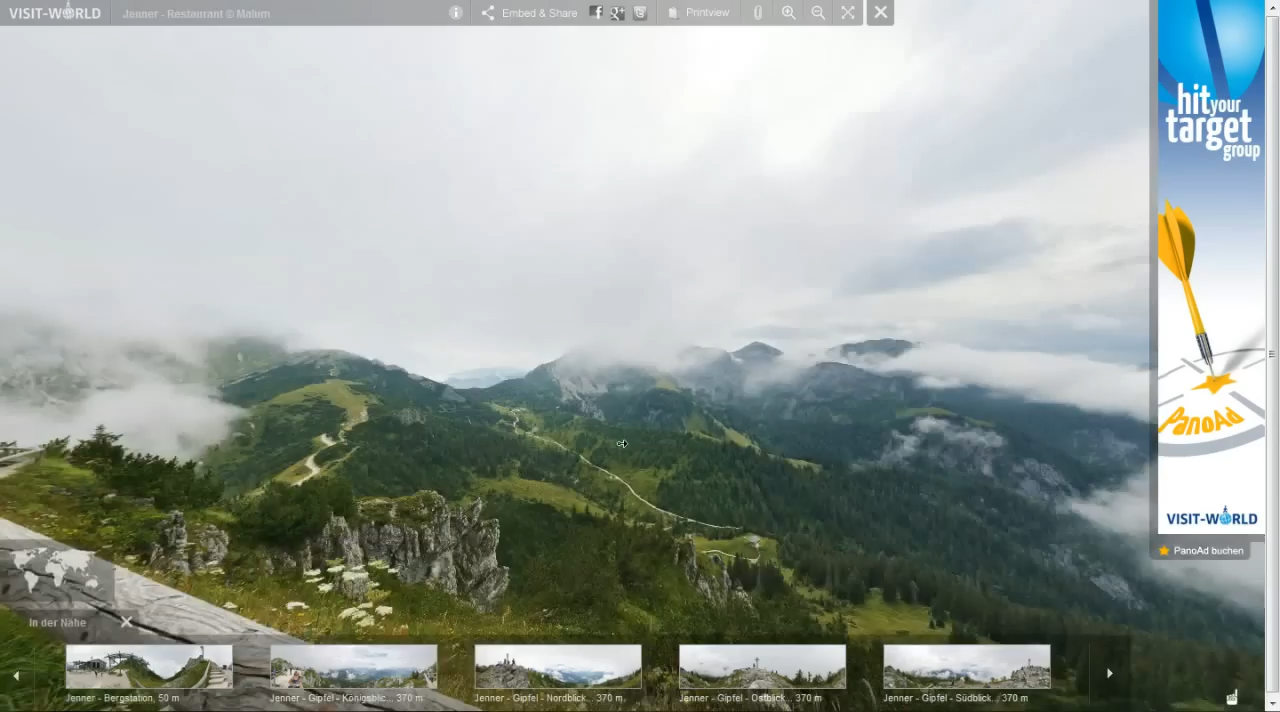 VISIT-WORLD
Jenner - Restaurant © Malum
Embed & Share
Printview
hit your
target
group
PanoAd
VISIT-WORLD
PanoAd buchen
In der Nähe
Jenner - Bergstation, 50 m
Jenner - Gipfel - Königsblic... 370 m
Jenner - Gipfel - Nordblick... 370 m
Jenner - Gipfel - Ostblick... 370 m
Jenner - Gipfel - Südblick... 370 m